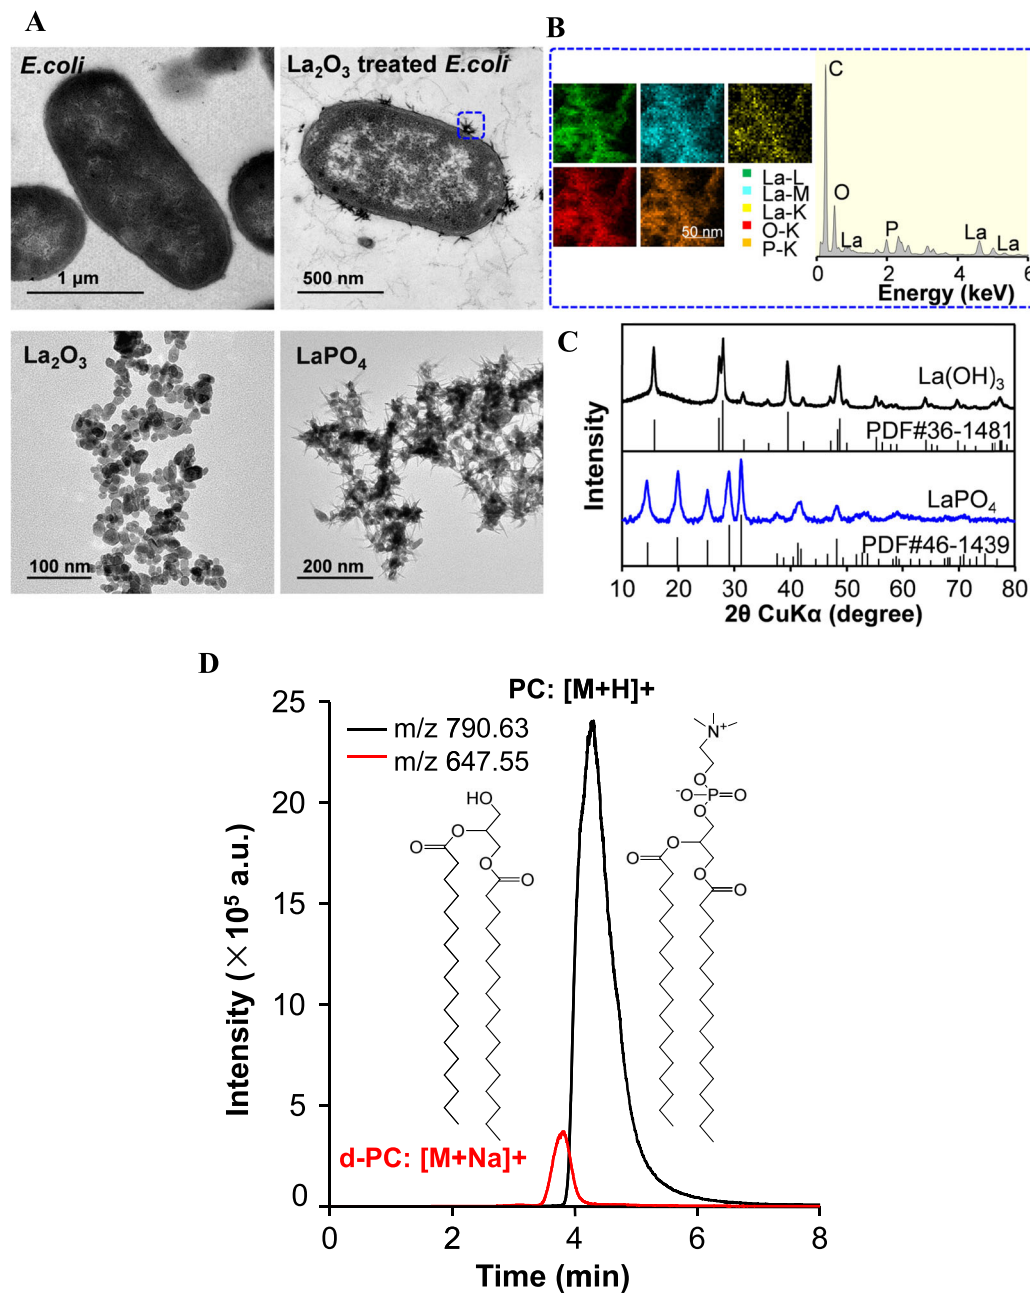 A
E.coli
1 µm
La2O3 treated E.coli
500 nm
La2O3
100 nm
LaPO4
200 nm
B
La-L
La-M
La-K
O-K
P-K
50 nm
C
O
La
P
La
La
0 2 4 6
Energy (keV)
C
Intensity
La(OH)3
PDF#36-1481
LaPO4
PDF#46-1439
10 20 30 40 50 60 70 80
2θ CuKα (degree)
D
PC: [M+H]+
m/z 790.63
m/z 647.55
25
20
15
10
5
0
Intensity (×10⁵ a.u.)
HO
O
O
O
O
N+
O
-O-P=O
O
O
O
O
O
d-PC: [M+Na]+
0 2 4 6 8
Time (min)